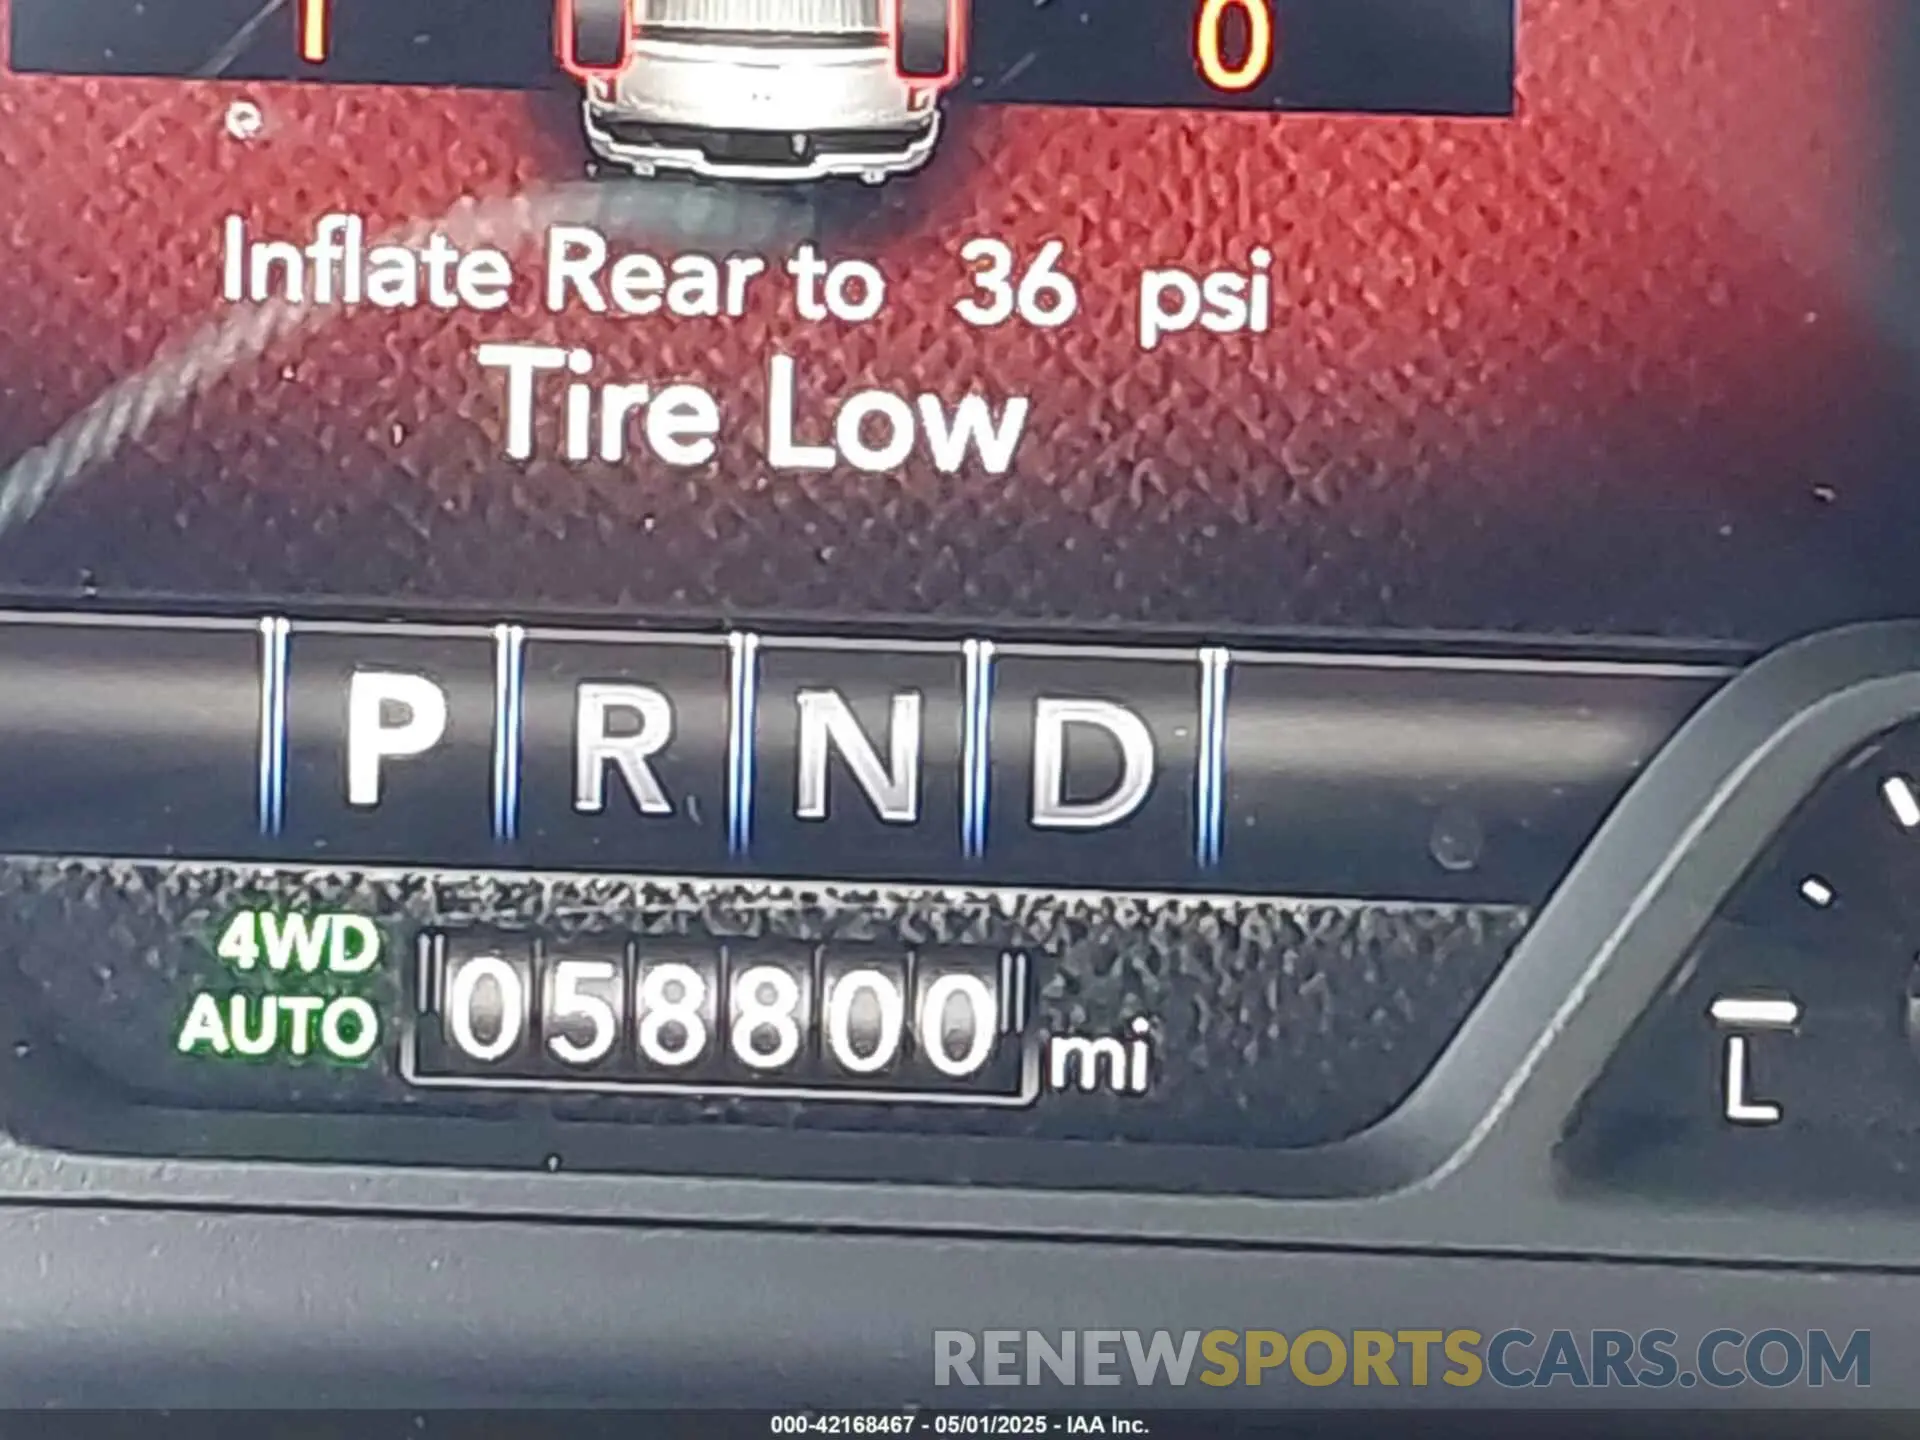 1 0
Inflate Rear to 36 psi
Tire Low
P R N D
4WD
AUTO
058800 mi
L
RENEWSPORTSCARS.COM
000-42168467 - 05/01/2025 - IAA Inc.